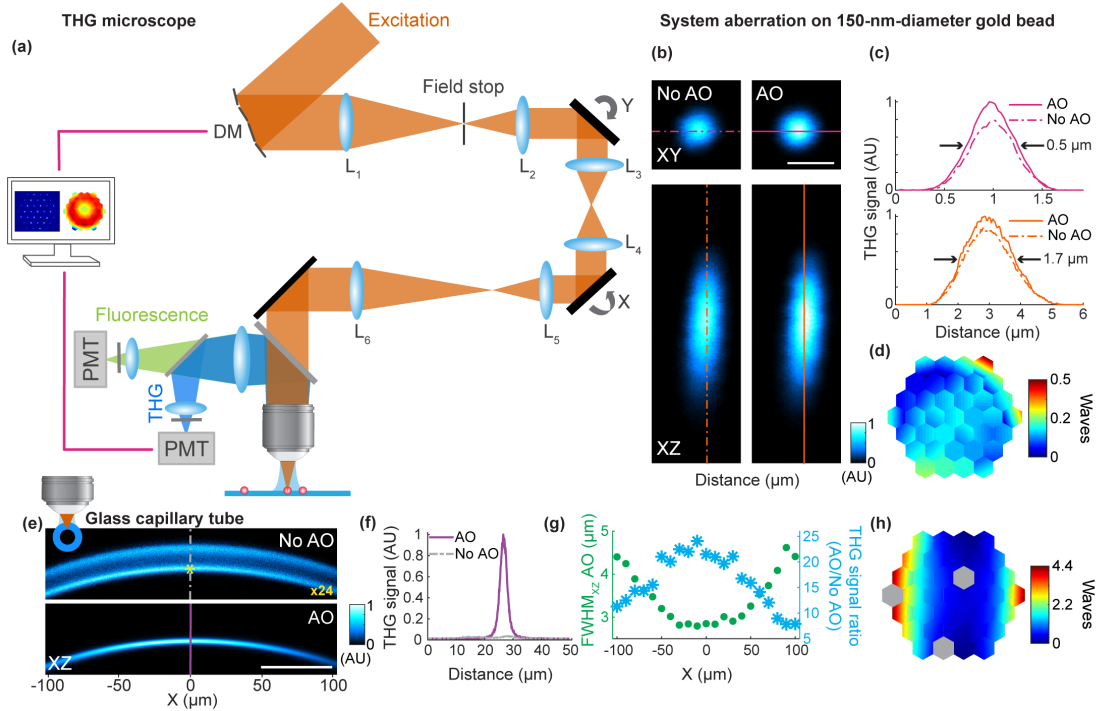 THG microscope
System aberration on 150-nm-diameter gold bead
(a)
Excitation
DM
Field stop
Y
L1
L2
L3
L4
X
L5
L6
Fluorescence
PMT
THG
PMT
(b)
No AO
AO
XY
XZ
1
0
(AU)
Distance (µm)
(c)
AO
No AO
0.5 µm
0.5
1
1.5
AO
No AO
1.7 µm
0
1
2
3
4
5
6
THG signal (AU)
Distance (µm)
(d)
0.5
0.2
0
Waves
(e)
Glass capillary tube
No AO
*
x24
AO
XZ
1
0
(AU)
-100
-50
0
50
100
X (µm)
(f)
AO
No AO
1
0.8
0.6
0.4
0.2
0
THG signal (AU)
0
10
20
30
40
50
Distance (µm)
(g)
5
4
3
FWHMXZ AO (µm)
25
20
15
10
5
THG signal ratio
(AO/No AO)
-100
-50
0
50
100
X (µm)
(h)
4.4
2.2
0
Waves